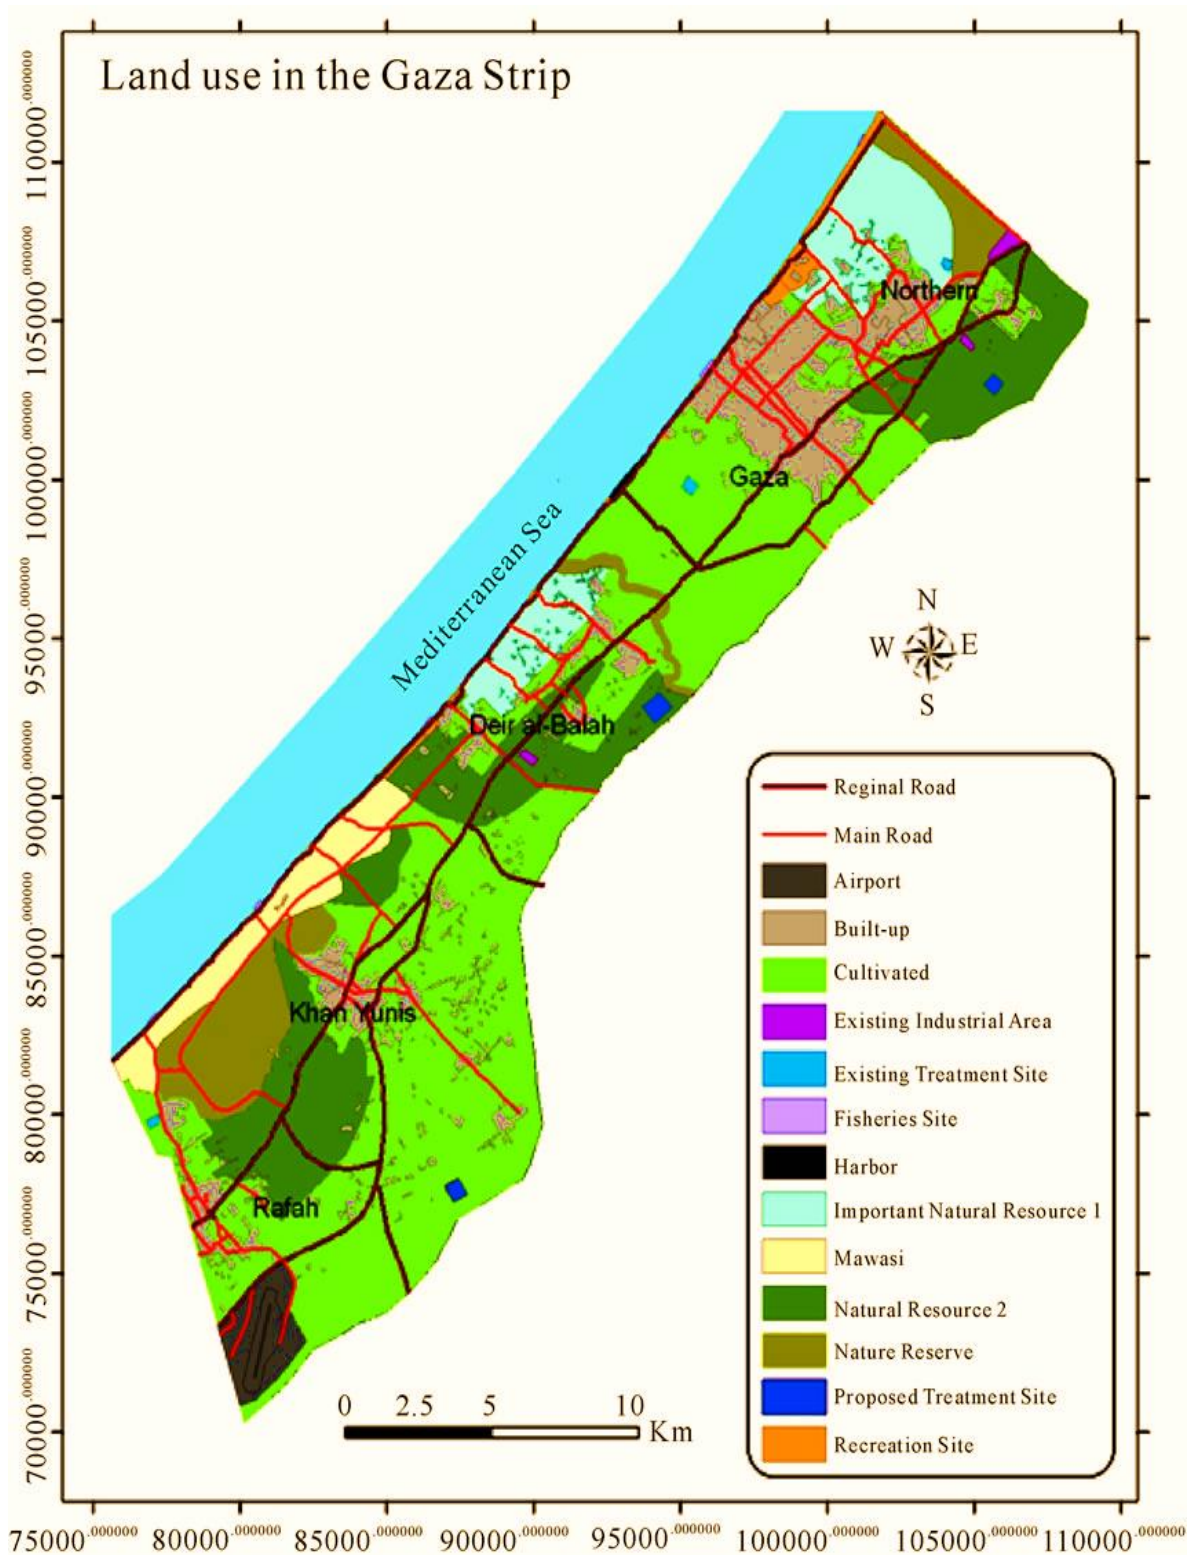 Land use in the Gaza Strip
110000.000000
105000.000000
100000.000000
95000.000000
900000.000000
85000.000000
80000.000000
75000.000000
70000.000000
Northern
Gaza
Mediterranean Sea
Deir al-Balah
Khan Yunis
Rafah
N
W
E
S
Reginal Road
Main Road
Airport
Built-up
Cultivated
Existing Industrial Area
Existing Treatment Site
Fisheries Site
Harbor
Important Natural Resource 1
Mawasi
Natural Resource 2
Nature Reserve
Proposed Treatment Site
Recreation Site
0 2.5 5 10
Km
75000.000000 80000.000000 85000.000000 90000.000000 95000.000000 100000.000000 105000.000000 110000.000000